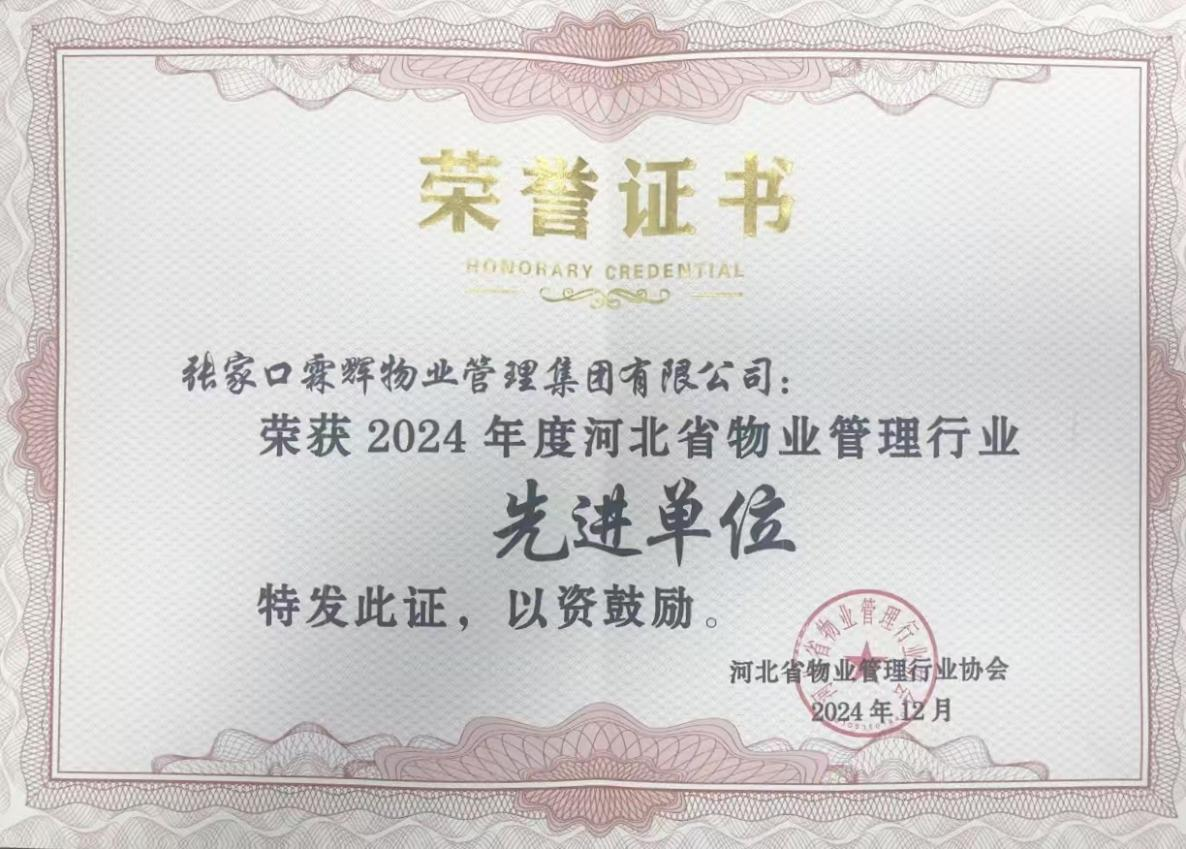 荣誉证书
HONORARY CREDENTIAL
张家口霖辉物业管理集团有限公司：
荣获2024年度河北省物业管理行业
先进单位
特发此证，以资鼓励。
河北省物业管理行业协会
2024年12月